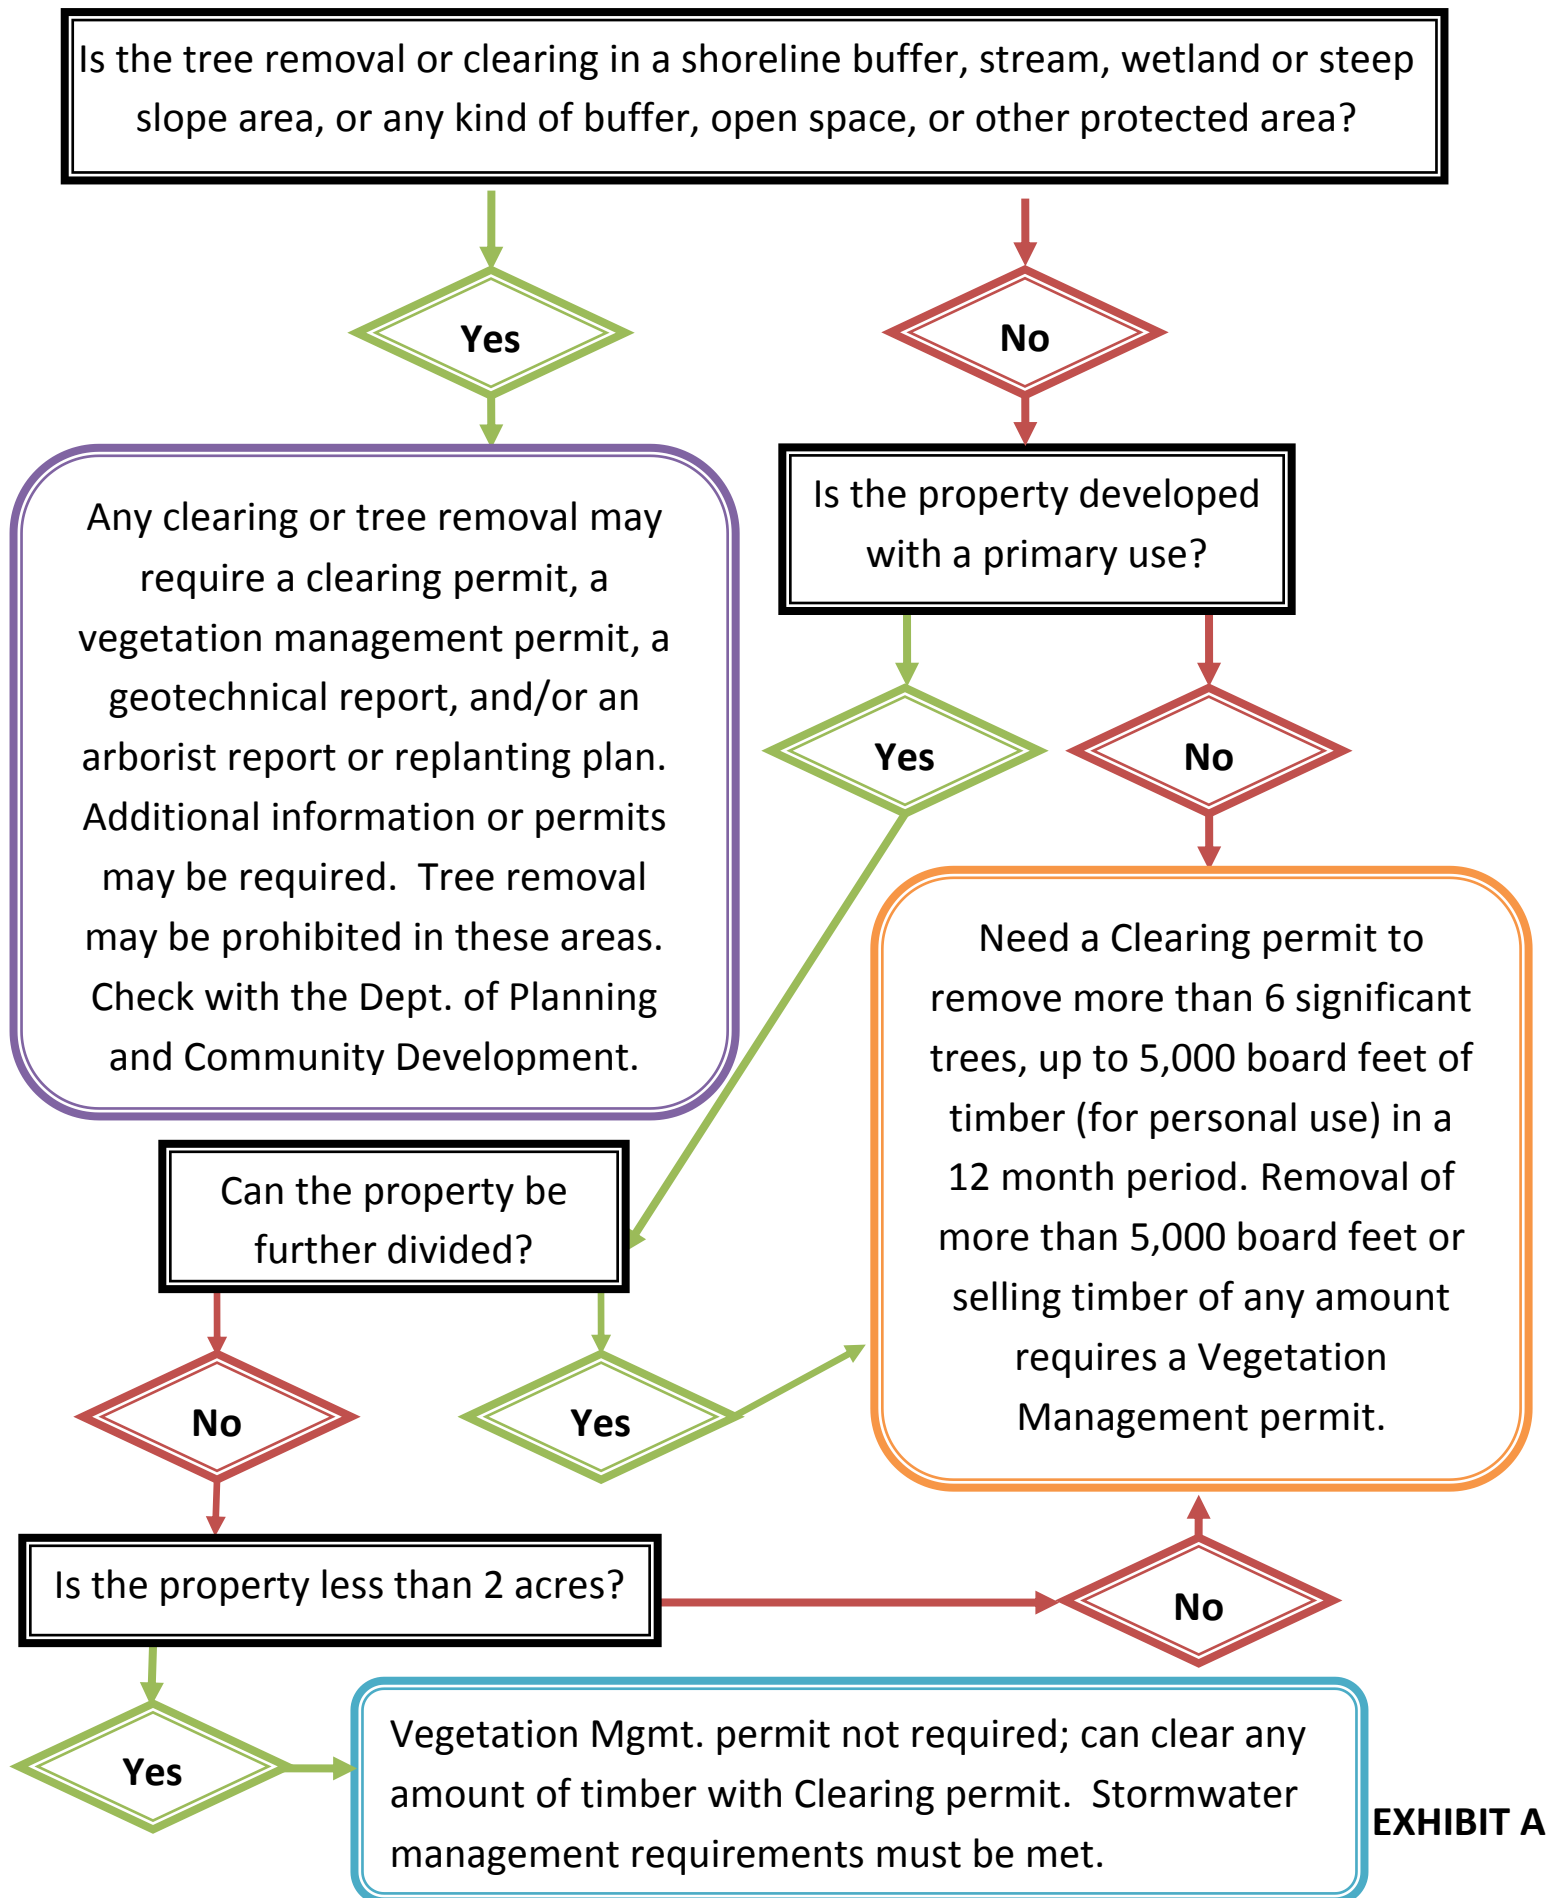 Is the tree removal or clearing in a shoreline buffer, stream, wetland or steep
slope area, or any kind of buffer, open space, or other protected area?
Yes
No
Any clearing or tree removal may
require a clearing permit, a
vegetation management permit, a
geotechnical report, and/or an
arborist report or replanting plan.
Additional information or permits
may be required.  Tree removal
may be prohibited in these areas.
Check with the Dept. of Planning
and Community Development.
Is the property developed
with a primary use?
Yes
No
Need a Clearing permit to
remove more than 6 significant
trees, up to 5,000 board feet of
timber (for personal use) in a
12 month period. Removal of
more than 5,000 board feet or
selling timber of any amount
requires a Vegetation
Management permit.
Can the property be
further divided?
No
Yes
Is the property less than 2 acres?
No
Yes
Vegetation Mgmt. permit not required; can clear any
amount of timber with Clearing permit.  Stormwater
management requirements must be met.
EXHIBIT A